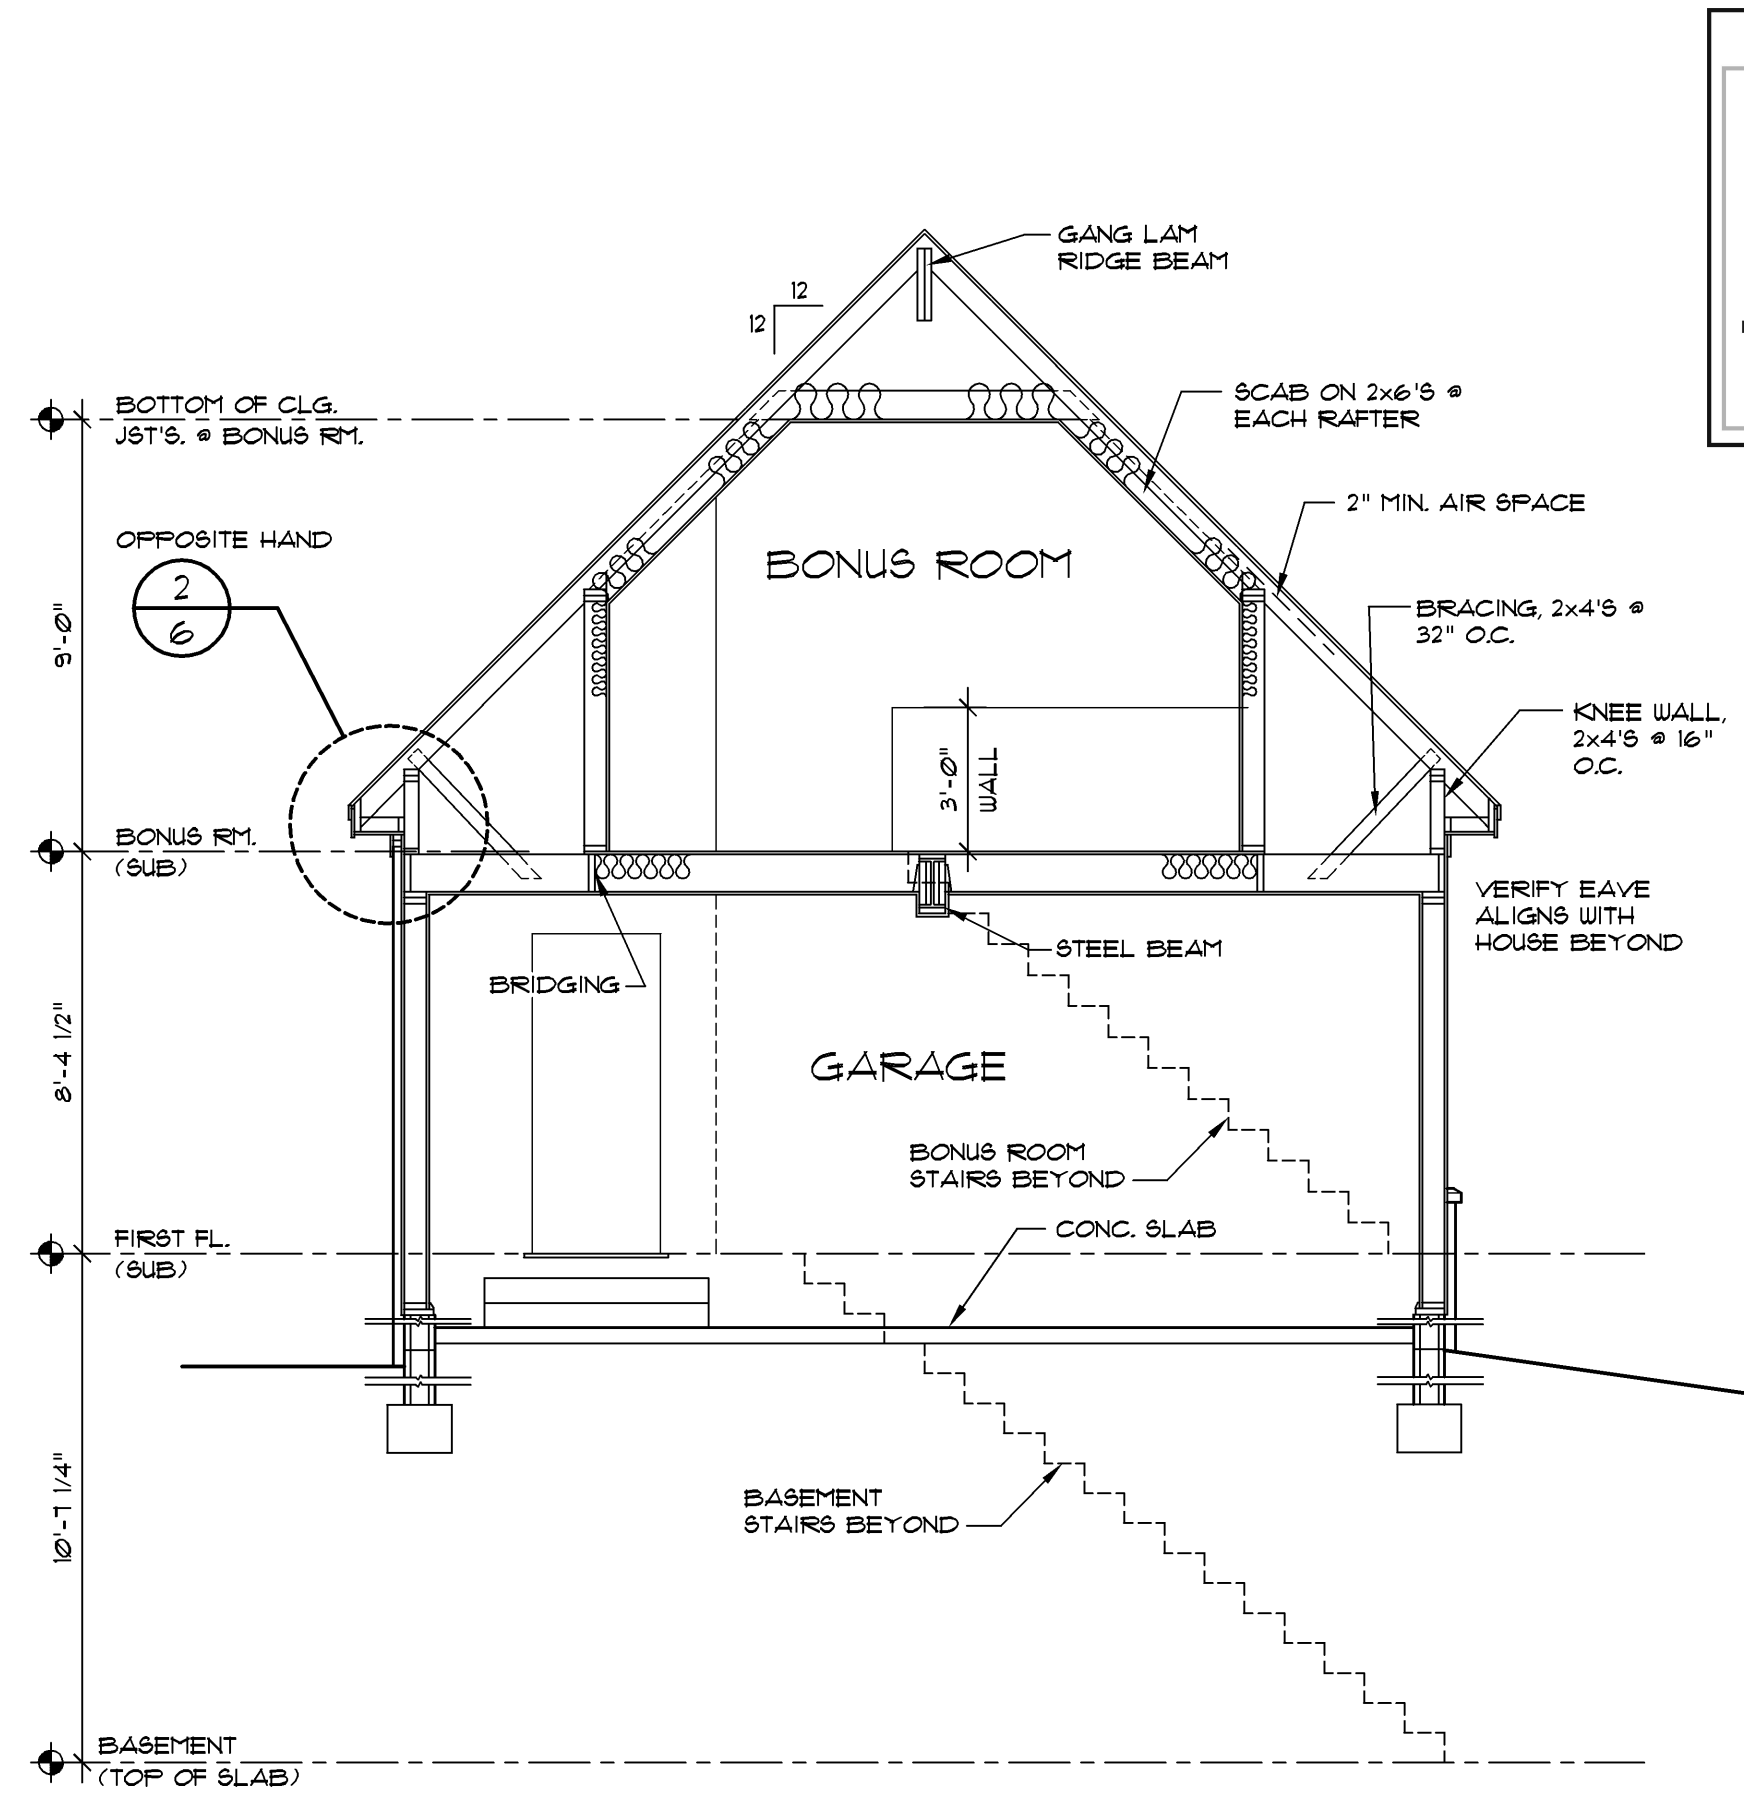 GANG LAM
RIDGE BEAM
12
12
BOTTOM OF CLG.
JST'S. @ BONUS RM.
SCAB ON 2x6'S @
EACH RAFTER
2" MIN. AIR SPACE
OPPOSITE HAND
2
6
BONUS ROOM
9'-0"
BRACING, 2x4'S @
32" O.C.
KNEE WALL,
2x4'S @ 16"
O.C.
3'-0"
WALL
BONUS RM.
(SUB)
VERIFY EAVE
ALIGNS WITH
HOUSE BEYOND
STEEL BEAM
BRIDGING
8'-4 1/2"
GARAGE
BONUS ROOM
STAIRS BEYOND
CONC. SLAB
FIRST FL.
(SUB)
10'-7 1/4"
BASEMENT
STAIRS BEYOND
BASEMENT
(TOP OF SLAB)